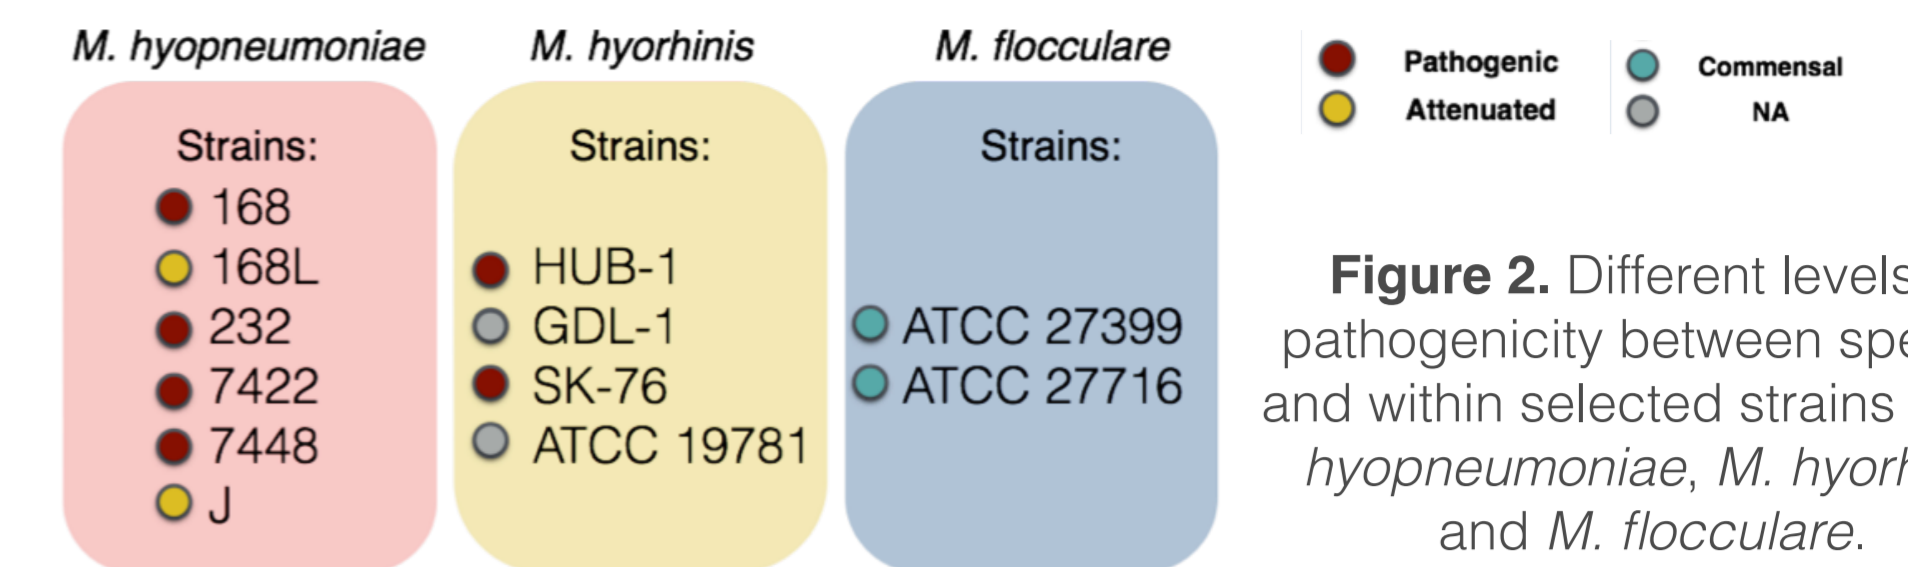 M. hyopneumoniae
Strains:
168
168L
232
7422
7448
J
M. hyorhinis
Strains:
HUB-1
GDL-1
SK-76
ATCC 19781
M. flocculare
Strains:
ATCC 27399
ATCC 27716
Pathogenic
Attenuated
Commensal
NA
Figure 2. Different levels
pathogenicity between
and within selected strains
hyopneumoniae, M.
and M. flocculare.